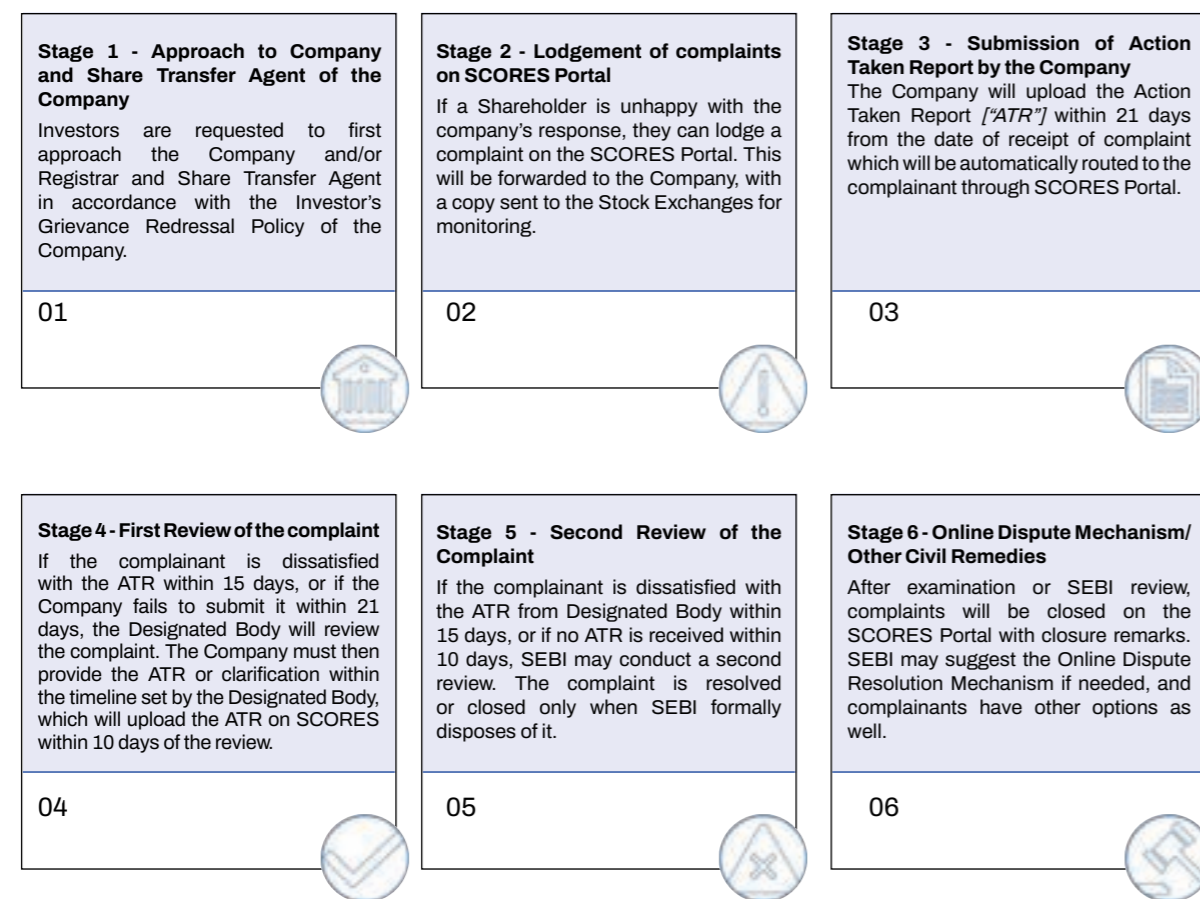 Stage 1 - Approach to Company
and Share Transfer Agent of the
Company
Investors are requested to first
approach the Company and/or
Registrar and Share Transfer Agent
in accordance with the Investor's
Grievance Redressal Policy of the
Company.
01
Stage 2 - Lodgement of complaints
on SCORES Portal
If a Shareholder is unhappy with the
company's response, they can lodge a
complaint on the SCORES Portal. This
will be forwarded to the Company, with
a copy sent to the Stock Exchanges for
monitoring.
02
Stage 3 - Submission of Action
Taken Report by the Company
The Company will upload the Action
Taken Report ["ATR"] within 21 days
from the date of receipt of complaint
which will be automatically routed to the
complainant through SCORES Portal.
03
Stage 4 - First Review of the complaint
If the complainant is dissatisfied
with the ATR within 15 days, or if the
Company fails to submit it within 21
days, the Designated Body will review
the complaint. The Company must then
provide the ATR or clarification within
the timeline set by the Designated Body,
which will upload the ATR on SCORES
within 10 days of the review.
04
Stage 5 - Second Review of the
Complaint
If the complainant is dissatisfied with
the ATR from Designated Body within
15 days, or if no ATR is received within
10 days, SEBI may conduct a second
review. The complaint is resolved
or closed only when SEBI formally
disposes of it.
05
Stage 6 - Online Dispute Mechanism/
Other Civil Remedies
After examination or SEBI review,
complaints will be closed on the
SCORES Portal with closure remarks.
SEBI may suggest the Online Dispute
Resolution Mechanism if needed, and
complainants have other options as
well.
06